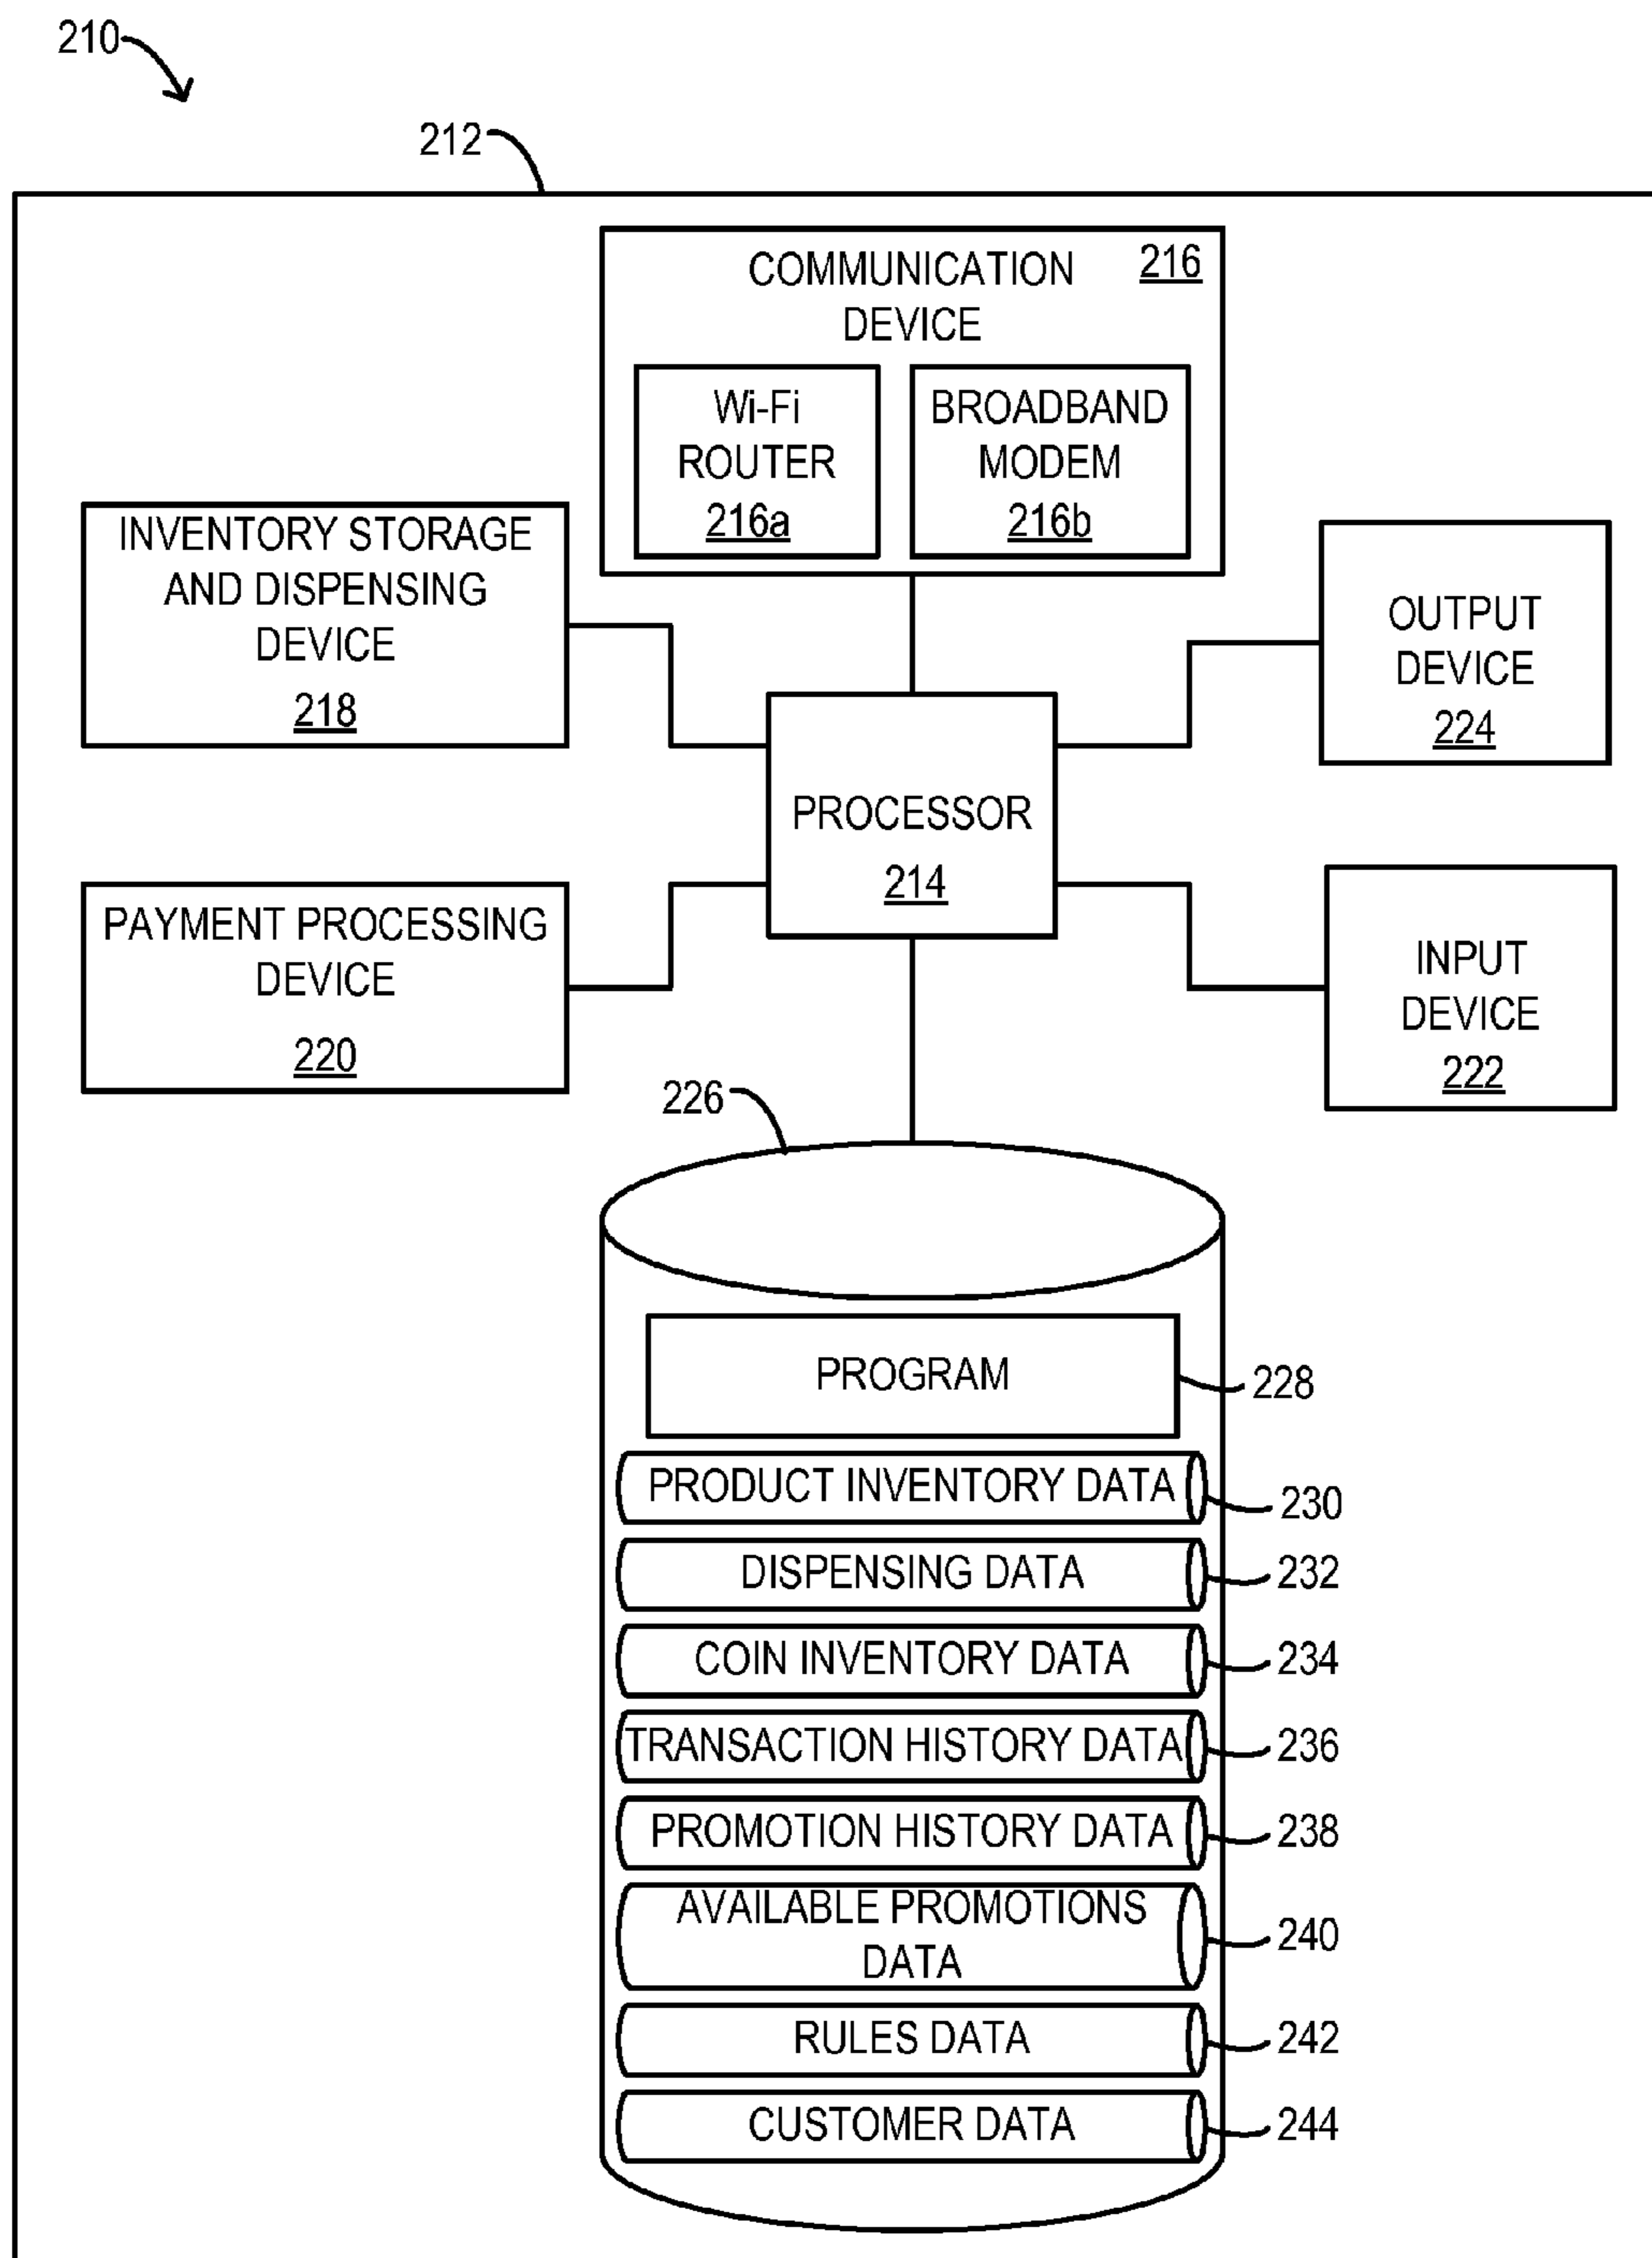 210
212
COMMUNICATION
DEVICE
216
Wi-Fi
ROUTER
216a
BROADBAND
MODEM
216b
INVENTORY STORAGE
AND DISPENSING
DEVICE
218
OUTPUT
DEVICE
224
PROCESSOR
214
PAYMENT PROCESSING
DEVICE
220
INPUT
DEVICE
222
226
PROGRAM
228
PRODUCT INVENTORY DATA
230
DISPENSING DATA
232
COIN INVENTORY DATA
234
TRANSACTION HISTORY DATA
236
PROMOTION HISTORY DATA
238
AVAILABLE PROMOTIONS
DATA
240
RULES DATA
242
CUSTOMER DATA
244